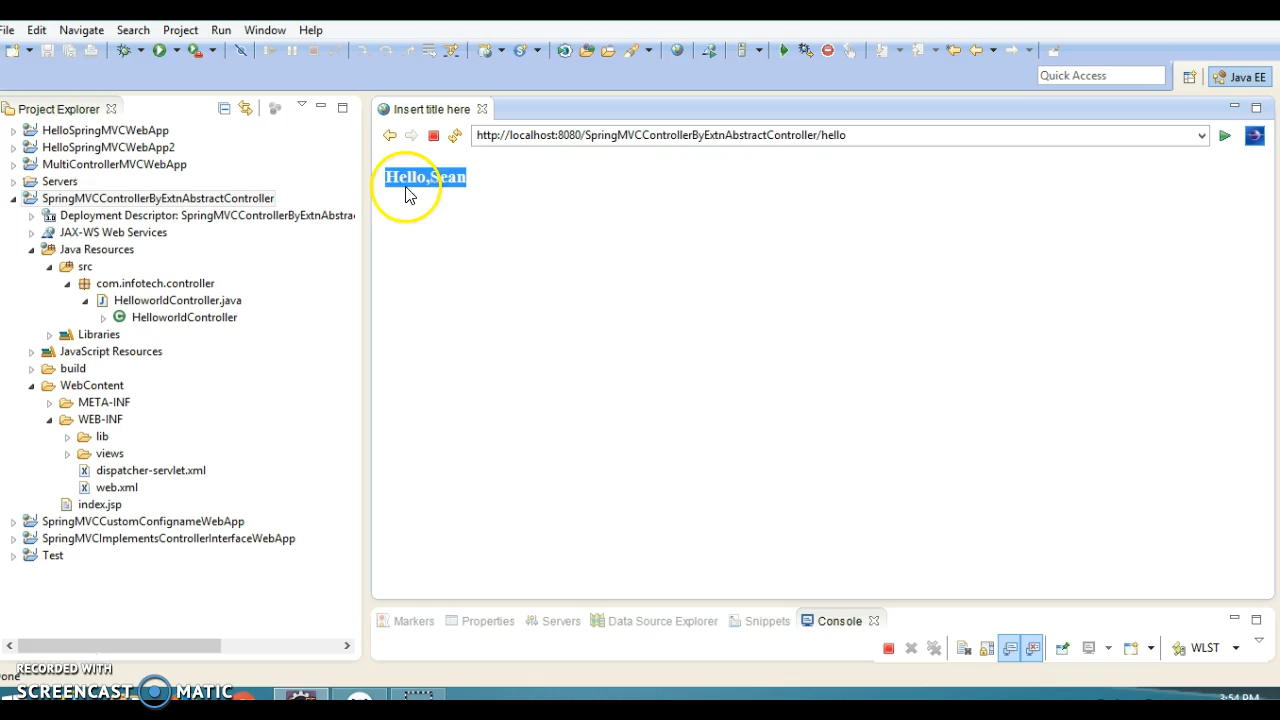 File Edit Navigate Search Project Run Window Help
Quick Access
Java EE
Project Explorer
HelloSpringMVCWebApp
HelloSpringMVCWebApp2
MultiControllerMVCWebApp
Servers
SpringMVCControllerByExtnAbstractController
Deployment Descriptor: SpringMVCControllerByExtnAbstra
JAX-WS Web Services
Java Resources
src
com.infotech.controller
HelloworldController.java
HelloworldController
Libraries
JavaScript Resources
build
WebContent
META-INF
WEB-INF
lib
views
dispatcher-servlet.xml
web.xml
index.jsp
SpringMVCCustomConfignameWebApp
SpringMVCImplementsControllerInterfaceWebApp
Test
Insert title here
http://localhost:8080/SpringMVCControllerByExtnAbstractController/hello
Hello,Sean
Markers Properties Servers Data Source Explorer Snippets Console
WLST
RECORDED WITH
SCREENCAST MATIC
3:54 PM